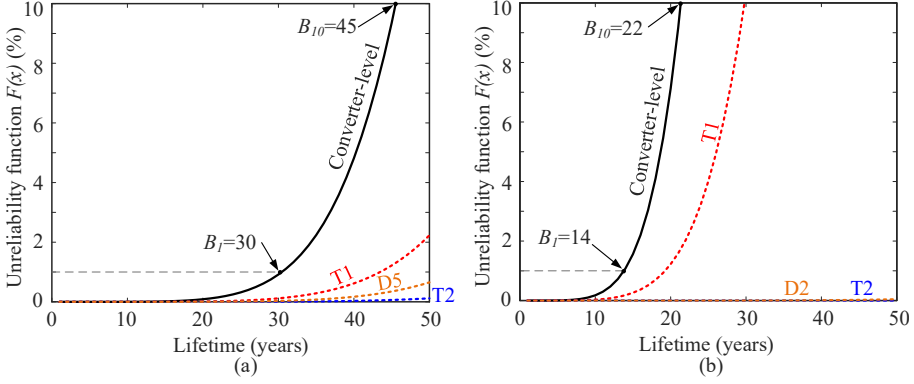 Unreliability function F(x) (%)
10
8
6
4
2
0
0
10
20
30
40
50
B10=45
Converter-level
B1=30
T1
D5
T2
Lifetime (years)
(a)
Unreliability function F(x) (%)
10
8
6
4
2
0
0
10
20
30
40
50
B10=22
Converter-level
T1
B1=14
D2
T2
Lifetime (years)
(b)